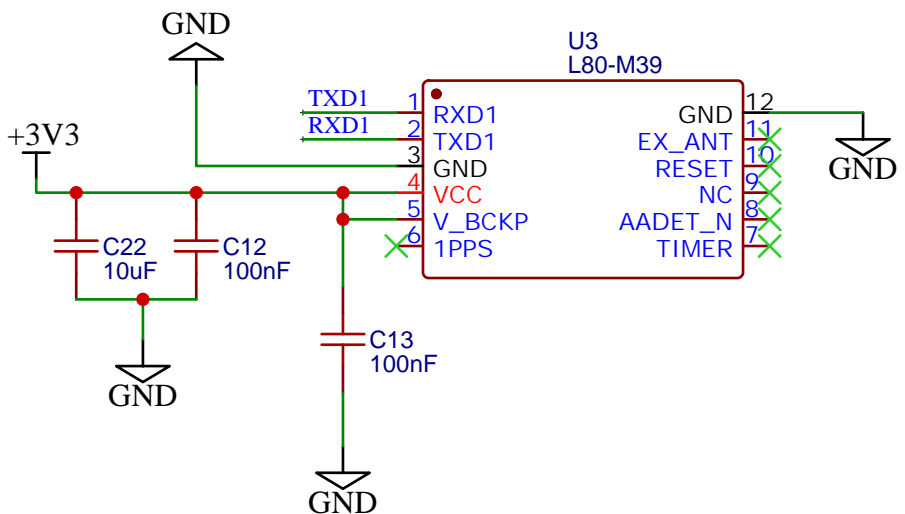 GND
U3
L80-M39
TXD1
1
RXD1
GND
12
RXD1
2
TXD1
EX_ANT
11
+3V3
3
GND
RESET
10
GND
4
VCC
NC
9
5
V_BCKP
AADET_N
8
6
1PPS
TIMER
7
C22
10uF
C12
100nF
C13
100nF
GND
GND